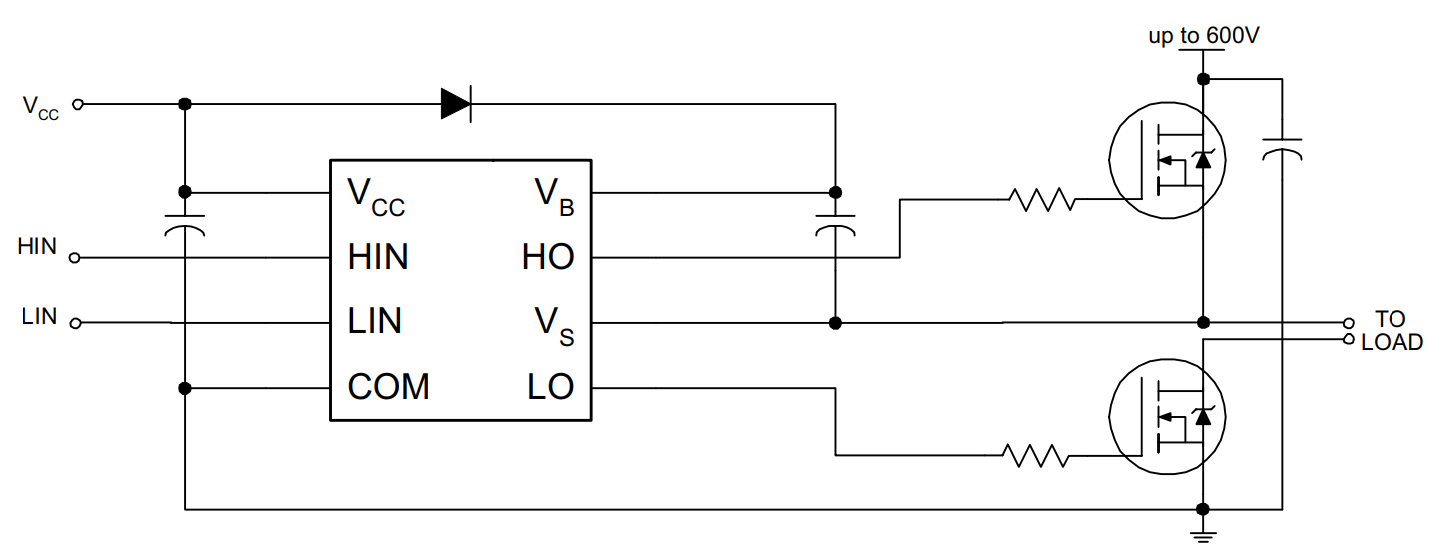 up to 600V
VCC
VCC
VB
HIN
HIN
HO
LIN
LIN
VS
TO
LOAD
COM
LO